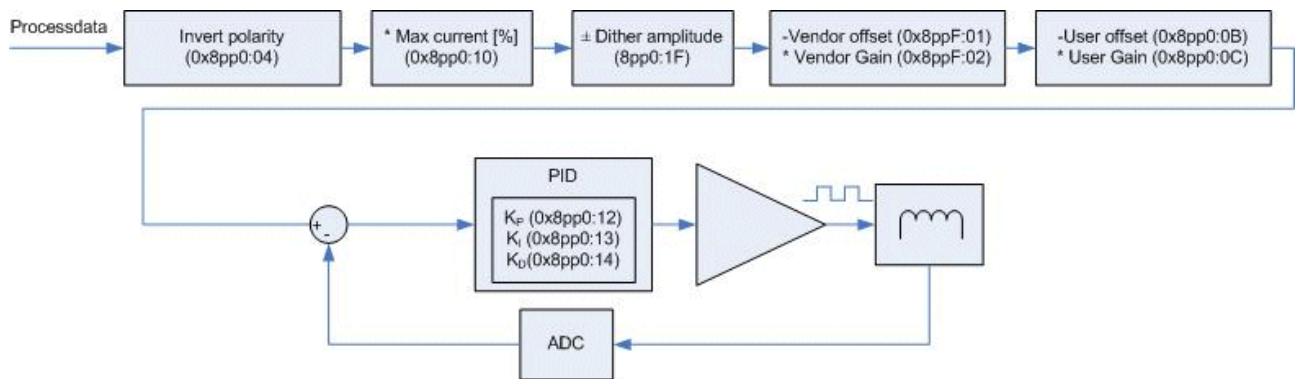 Processdata
Invert polarity
(0x8pp0:04)
* Max current [%]
(0x8pp0:10)
± Dither amplitude
(8pp0:1F)
-Vendor offset (0x8ppF:01)
* Vendor Gain (0x8ppF:02)
-User offset (0x8pp0:0B)
* User Gain (0x8pp0:0C)
PID
KP (0x8pp0:12)
KI (0x8pp0:13)
KD(0x8pp0:14)
+
-
ADC